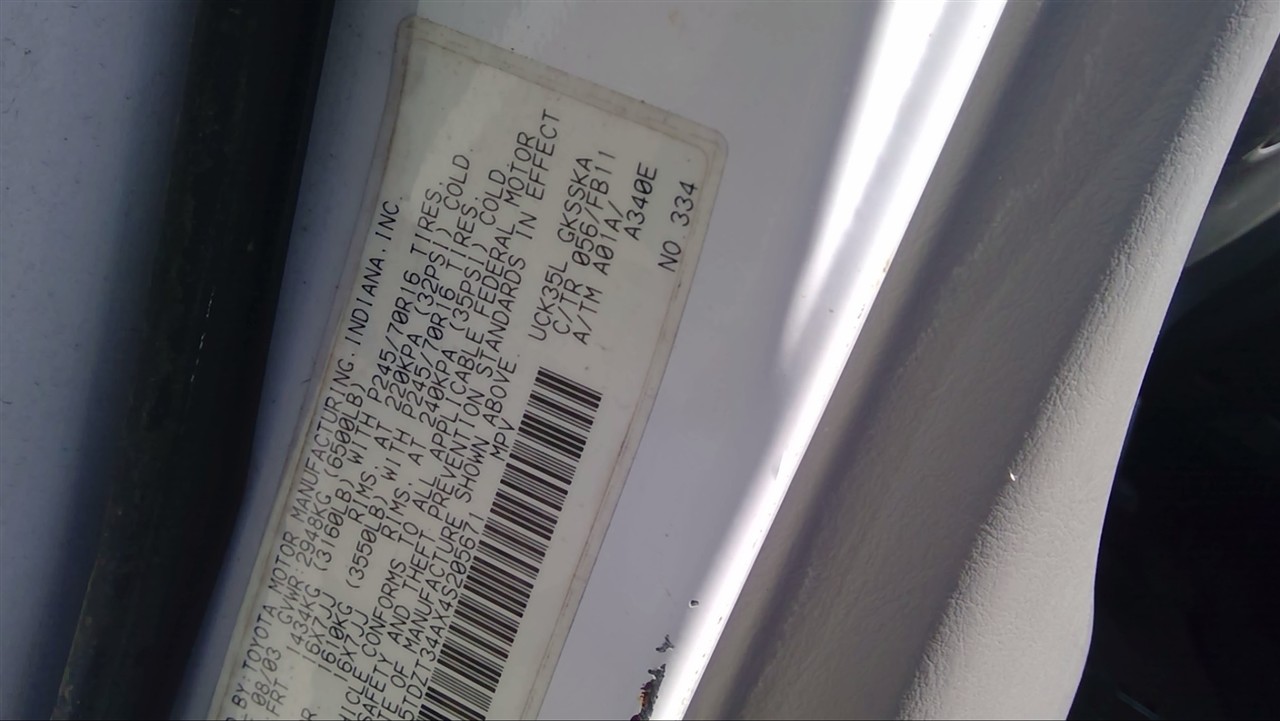 D BY: TOYOTA MOTOR MANUFACTURING, INDIANA, INC.
08/03 GVWR: 2948KG (6500LB)
FRT. 1434KG (3160LB) WITH P245/70R16 TIRES,
16X7JJ RIMS, AT 220KPA (32PSI) COLD
R. 1610KG (3550LB) WITH P245/70R16 TIRES,
16X7JJ RIMS, AT 240KPA (35PSI) COLD
HICLE CONFORMS TO ALL APPLICABLE FEDERAL MOTOR
SAFETY AND THEFT PREVENTION STANDARDS IN EFFECT
TE OF MANUFACTURE SHOWN ABOVE.
5TDZT34AX4S205671 MPV
UCK35L GKSSKA
C/TR 056/FB11
A/TM A01A/
A340E
NO 334